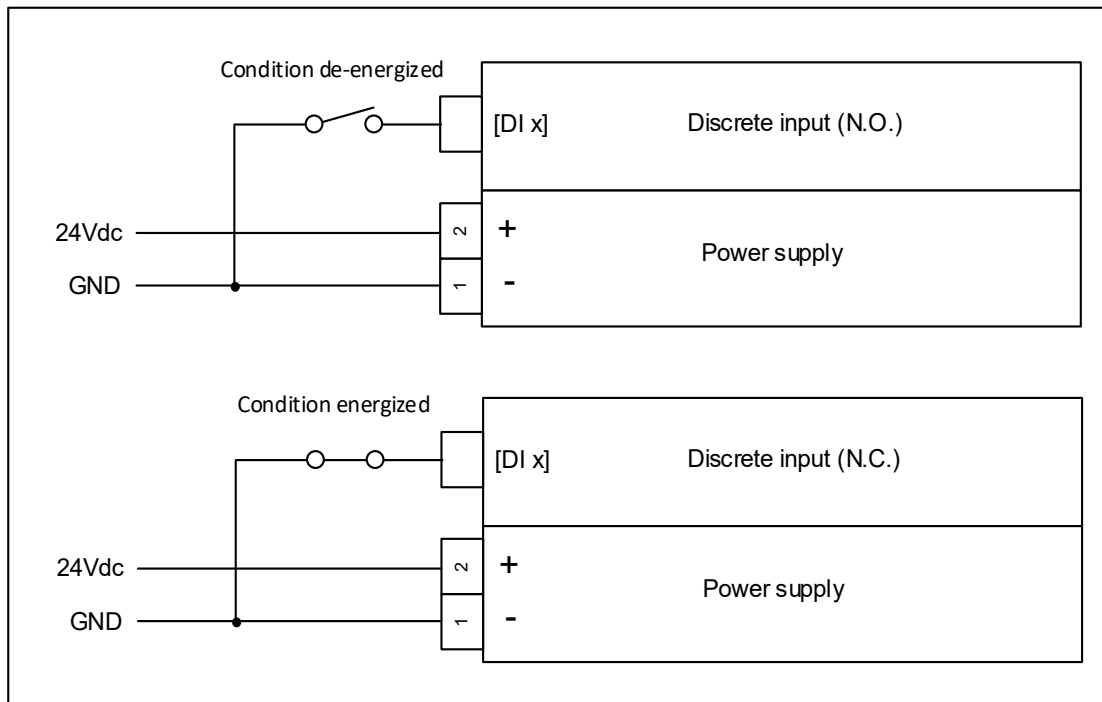 Condition de-energized
[DI x]
Discrete input (N.O.)
24Vdc
2
+
Power supply
GND
1
-
Condition energized
[DI x]
Discrete input (N.C.)
24Vdc
2
+
Power supply
GND
1
-